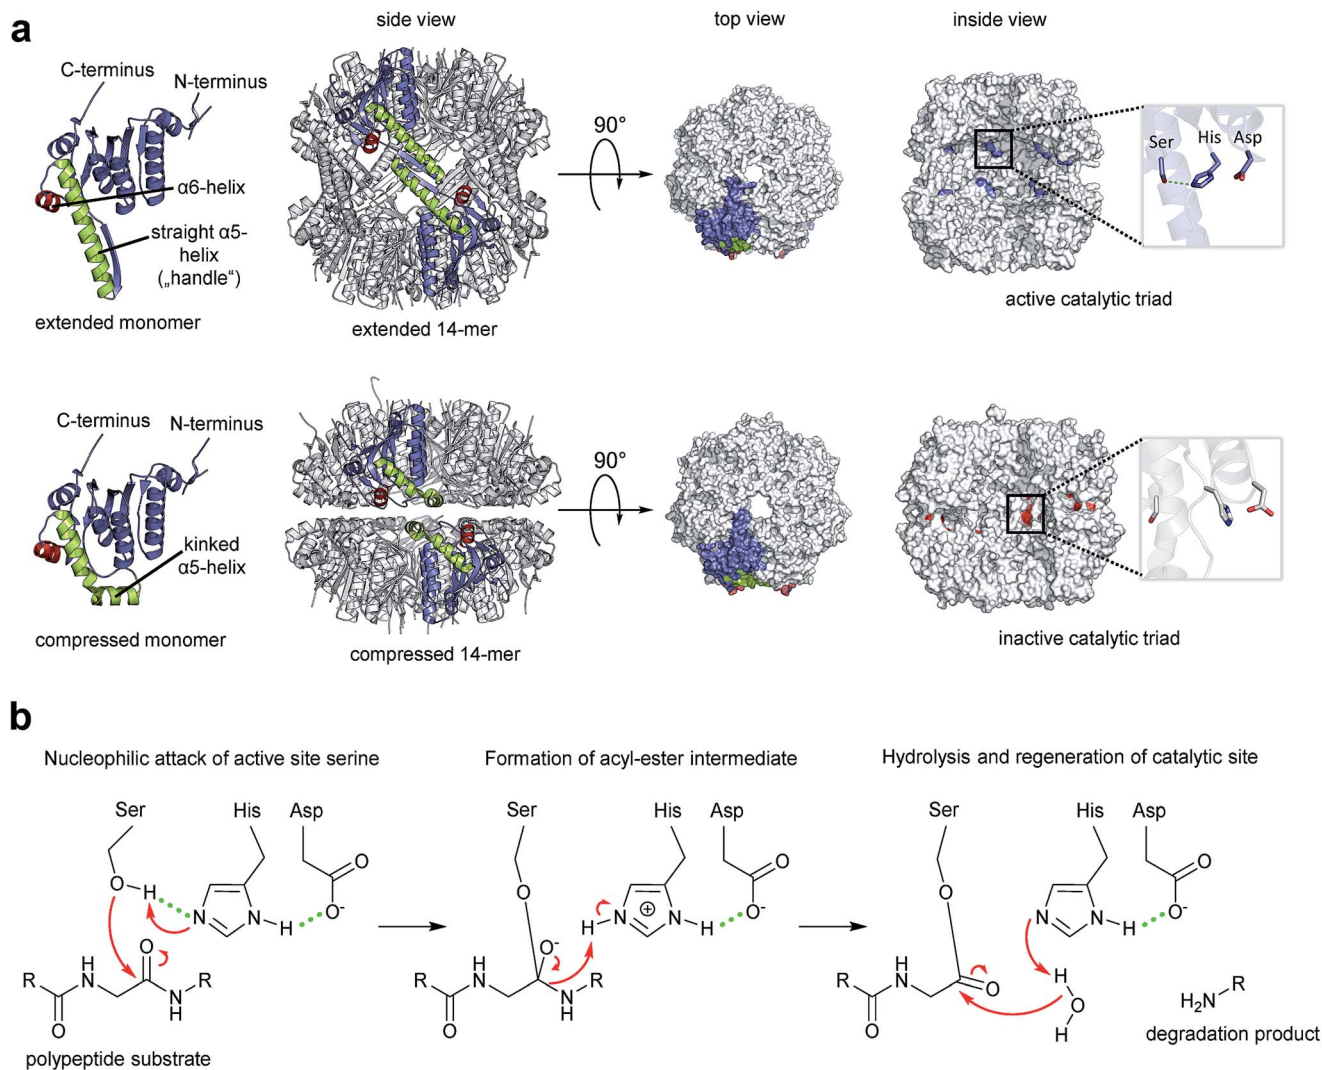 a
side view
top view
inside view
C-terminus
N-terminus
α6-helix
straight α5-
helix
(„handle“)
extended monomer
extended 14-mer
90°
Ser
His
Asp
active catalytic triad
C-terminus
N-terminus
kinked
α5-helix
compressed monomer
compressed 14-mer
90°
inactive catalytic triad
b
Nucleophilic attack of active site serine
Formation of acyl-ester intermediate
Hydrolysis and regeneration of catalytic site
Ser His Asp
O
O H N N H O-
O
R H N N H R
O
polypeptide substrate
Ser His Asp
O
O H N + N H O-
O-
R H N H N R
O
Ser His Asp
O
O N N H O-
R H N O
O
H O H
H2N R
degradation product